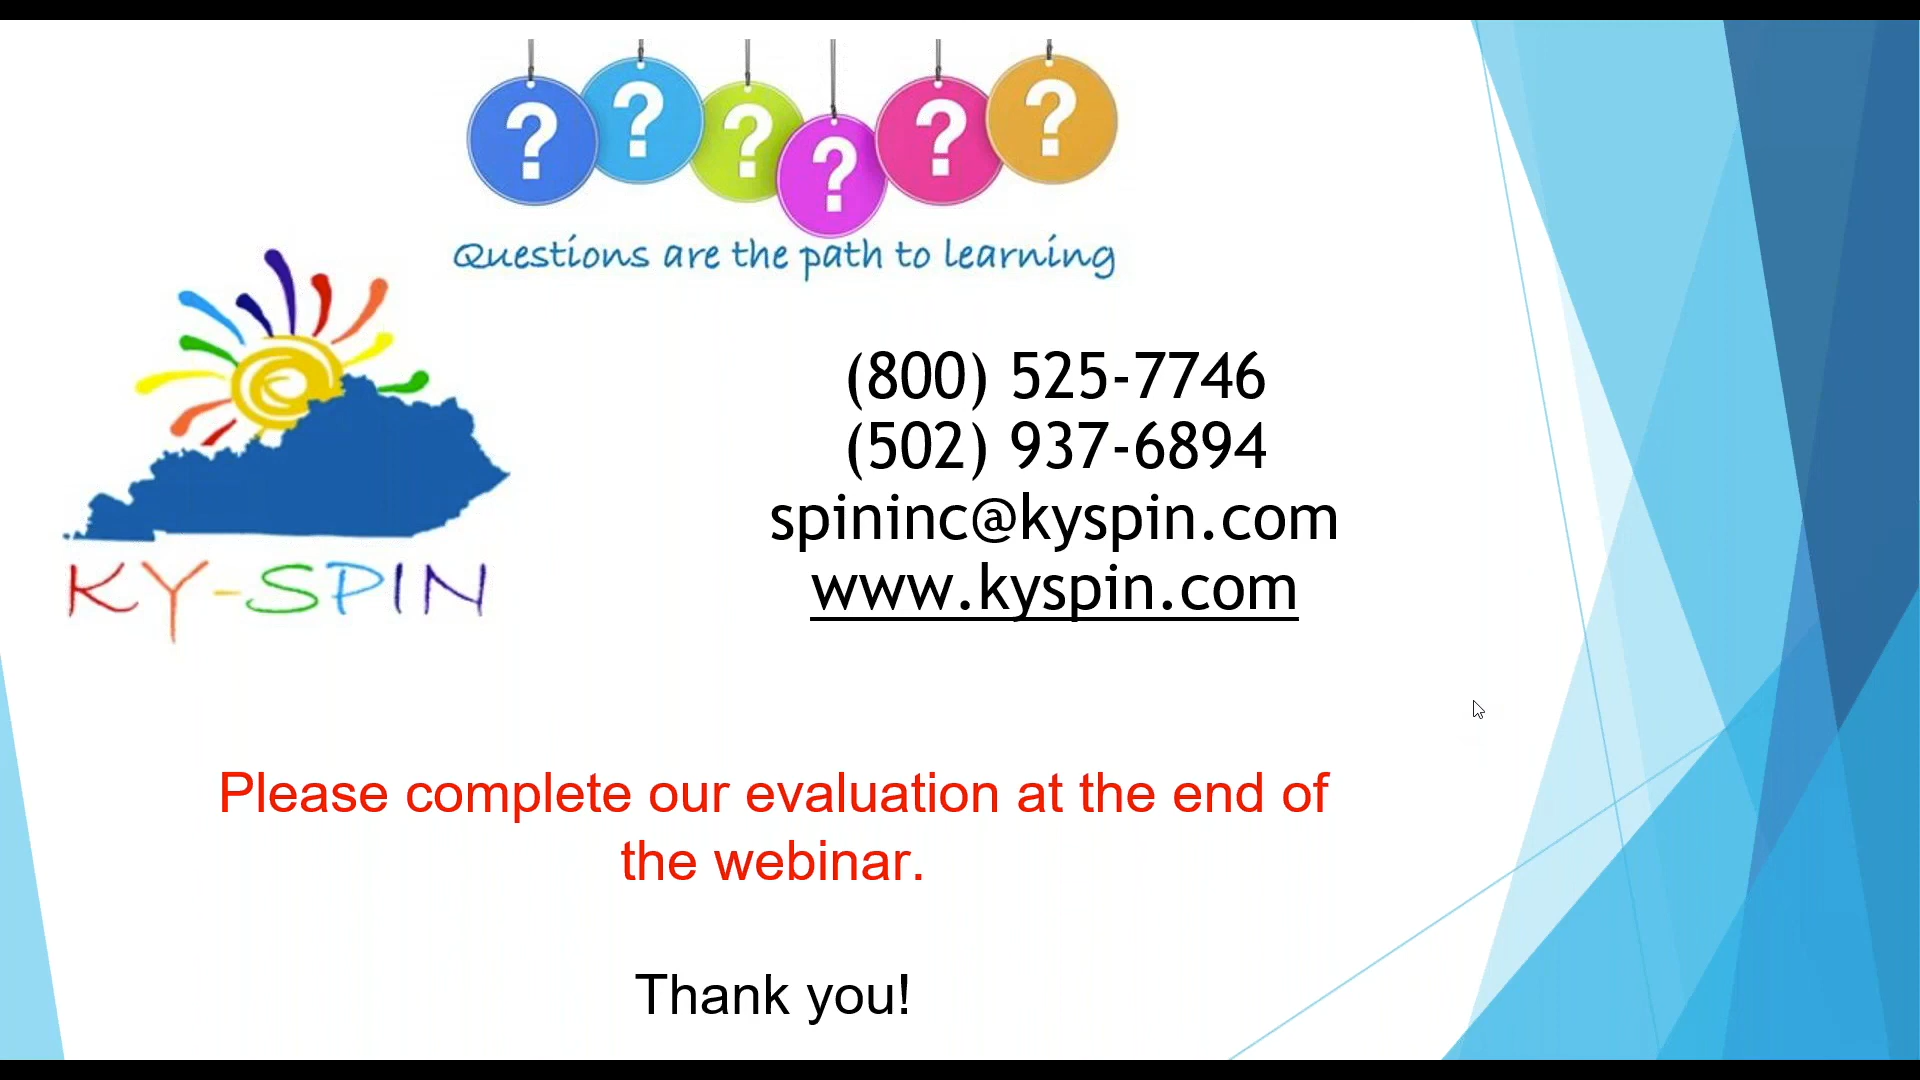 ? ? ? ? ? ?
Questions are the path to learning
KY-SPIN
(800) 525-7746
(502) 937-6894
spininc@kyspin.com
www.kyspin.com
Please complete our evaluation at the end of
the webinar.
Thank you!